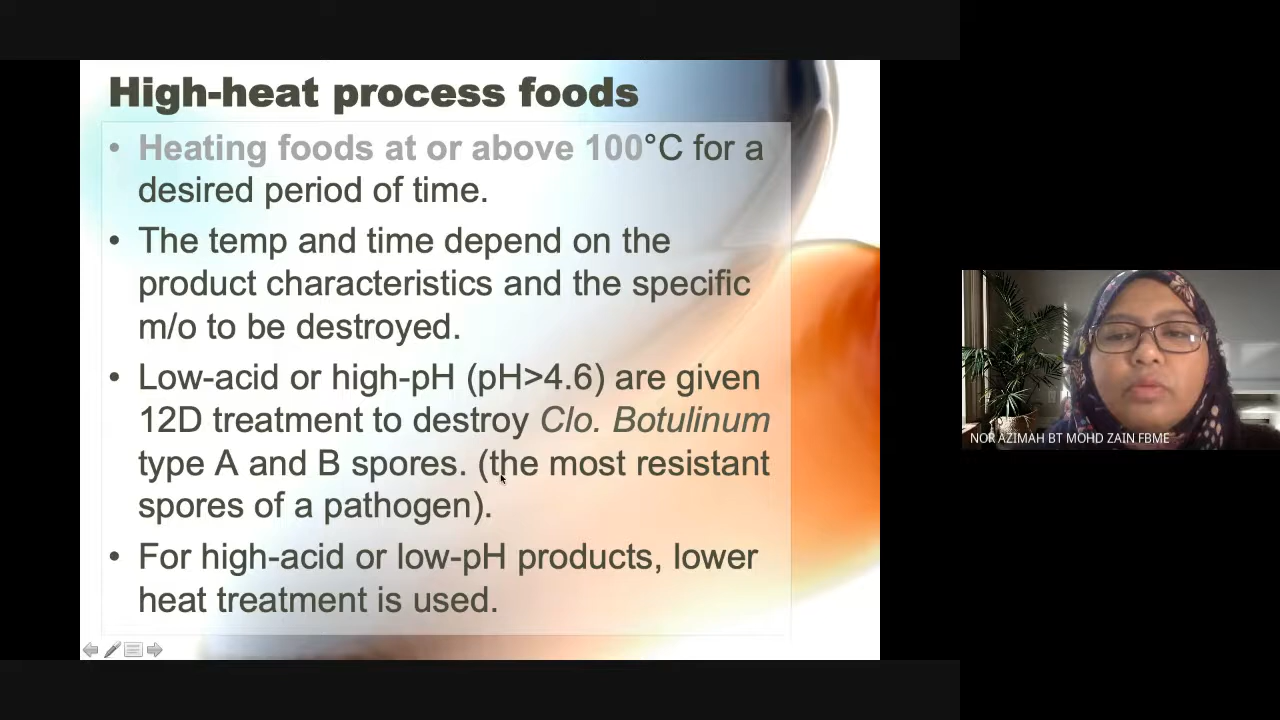 High-heat process foods
• Heating foods at or above 100°C for a
desired period of time.
• The temp and time depend on the
product characteristics and the specific
m/o to be destroyed.
• Low-acid or high-pH (pH>4.6) are given
12D treatment to destroy Clo. Botulinum
type A and B spores. (the most resistant
spores of a pathogen).
• For high-acid or low-pH products, lower
heat treatment is used.
NOR AZIMAH BT MOHD ZAIN FBME